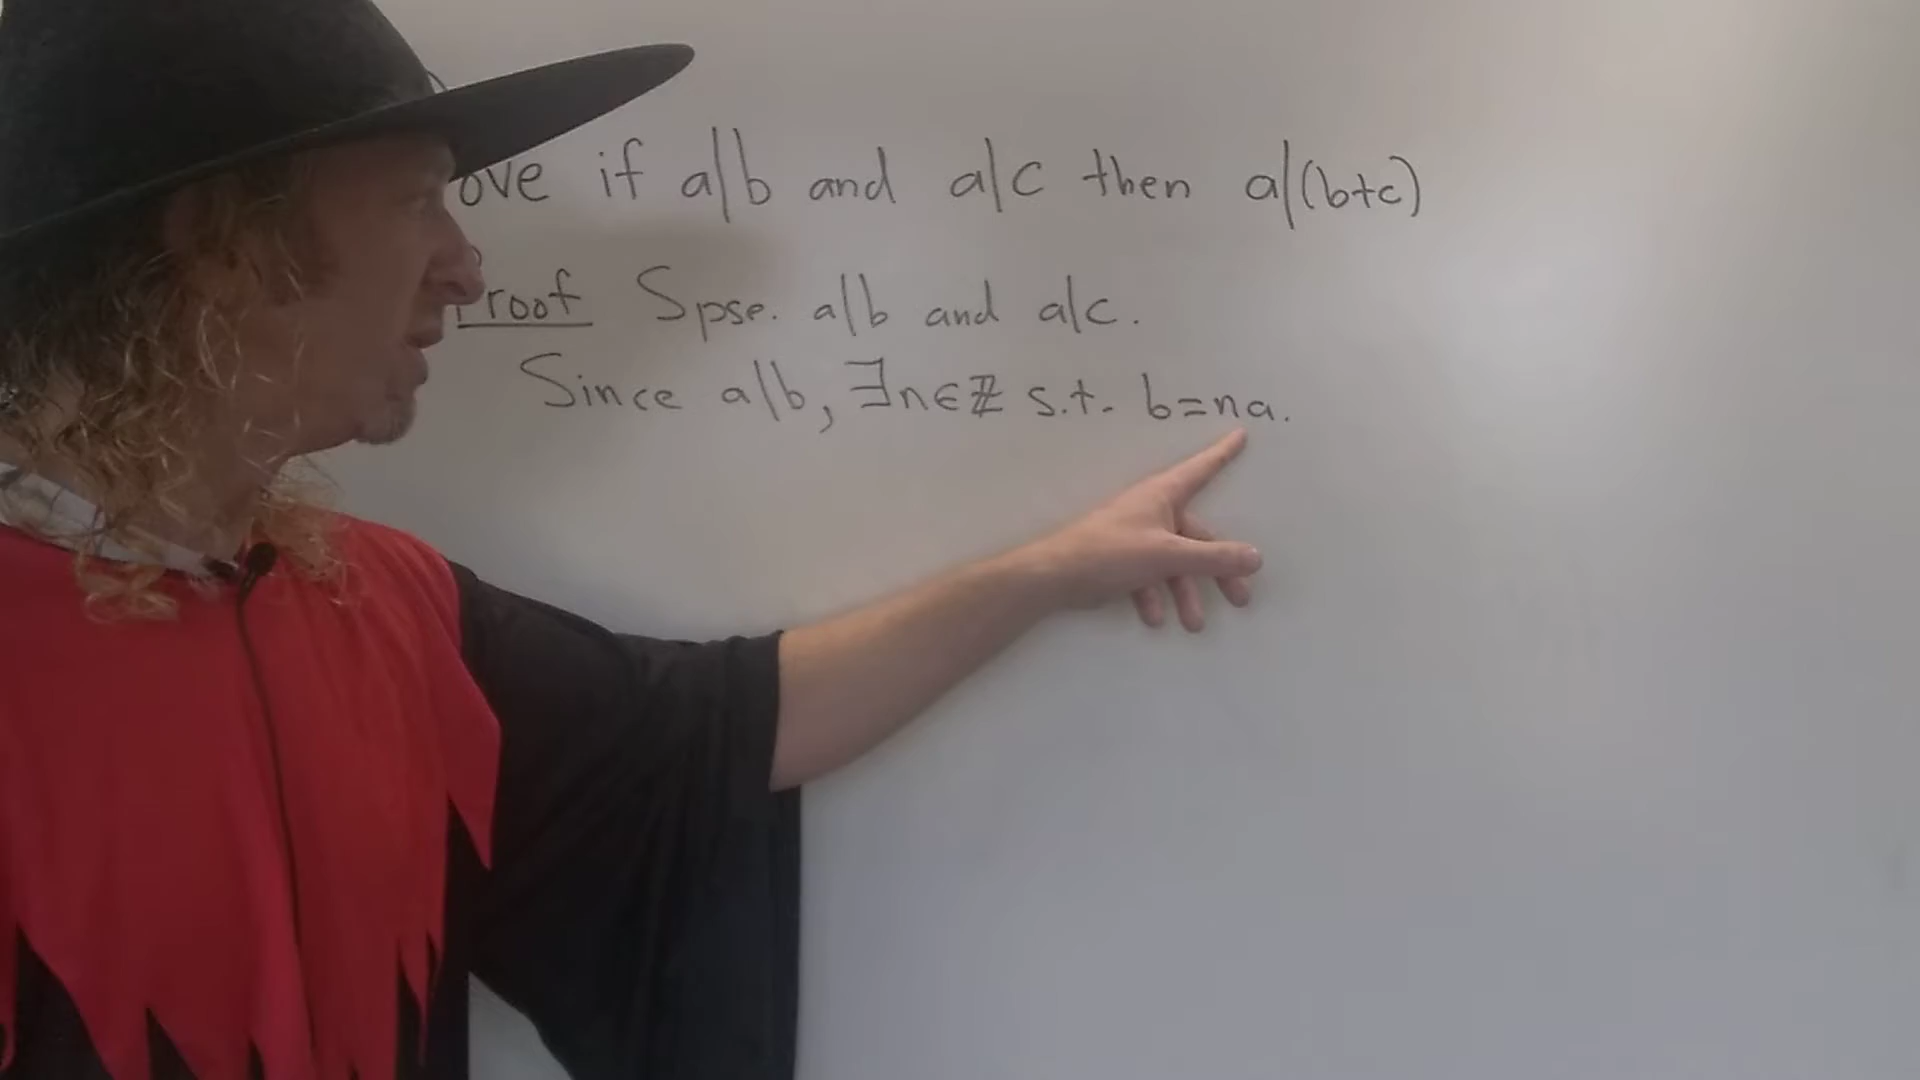 ove if a|b and a|c then a|(b+c)
Proof Spse. a|b and a|c.
Since a|b, ∃n∈ℤ s.t. b=na.